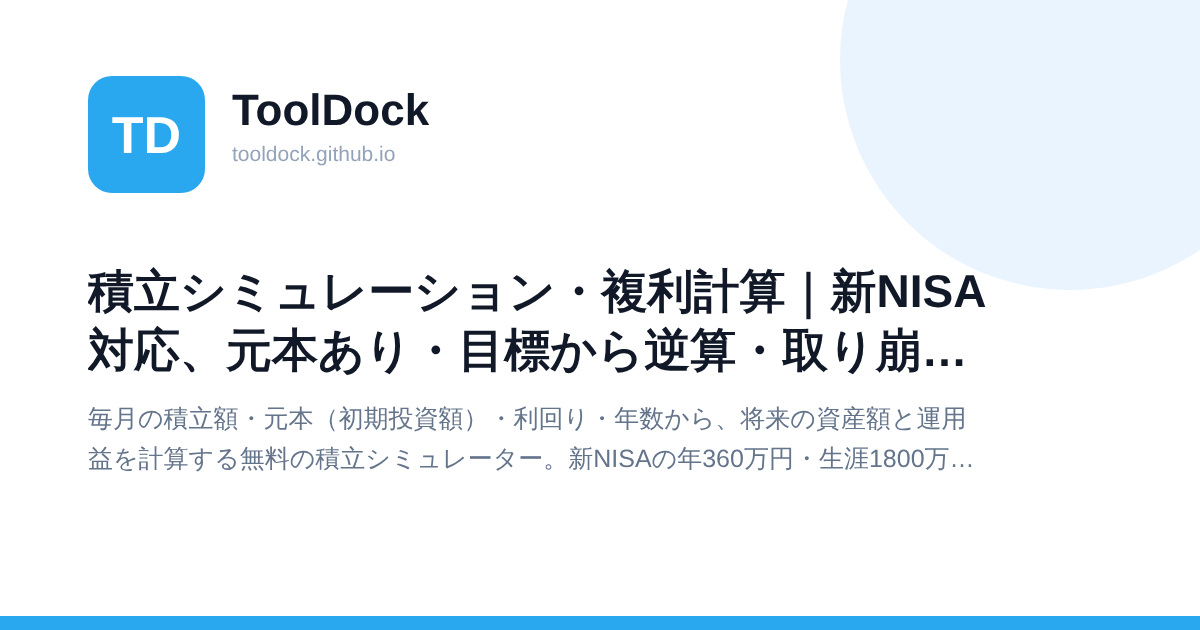 TD
ToolDock
tooldock.github.io
積立シミュレーション・複利計算｜新NISA
対応、元本あり・目標から逆算・取り崩…
毎月の積立額・元本（初期投資額）・利回り・年数から、将来の資産額と運用
益を計算する無料の積立シミュレーター。新NISAの年360万円・生涯1800万…